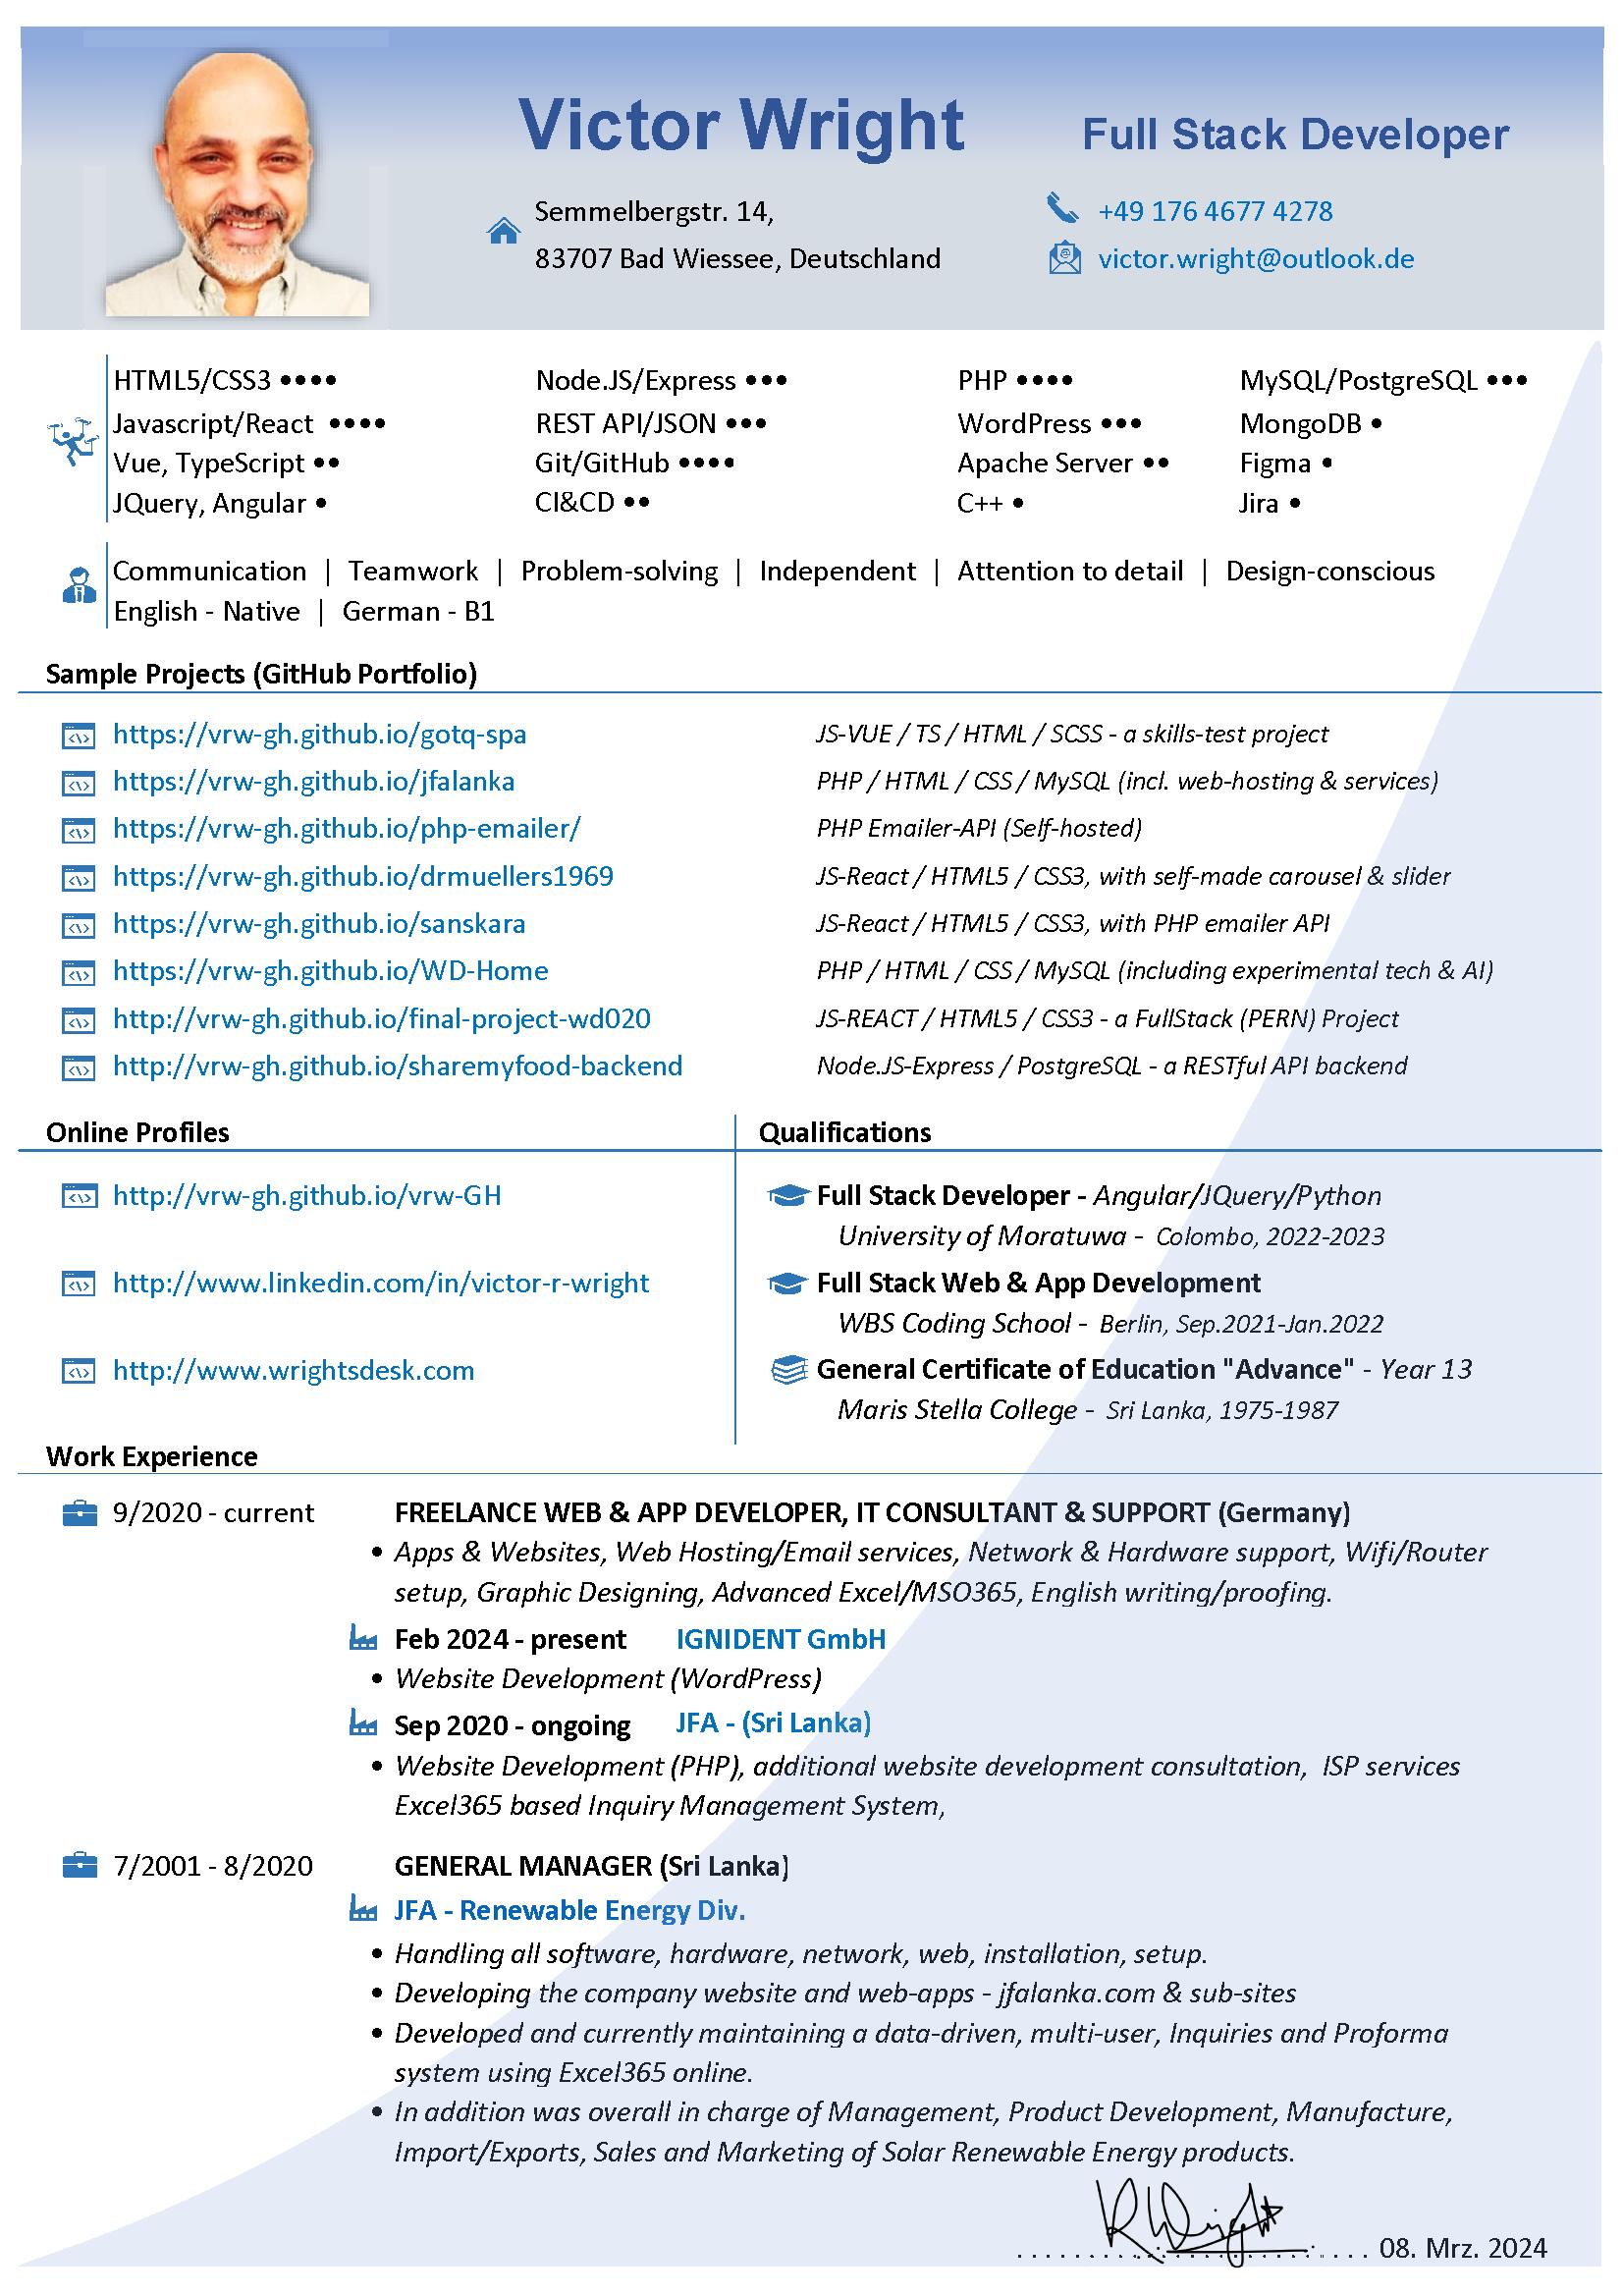 Victor Wright
Full Stack Developer
Semmelbergstr. 14,
83707 Bad Wiessee, Deutschland
+49 176 4677 4278
victor.wright@outlook.de
HTML5/CSS3 •••• Node.JS/Express ••• PHP •••• MySQL/PostgreSQL •••
Javascript/React •••• REST API/JSON ••• WordPress ••• MongoDB •
Vue, TypeScript •• Git/GitHub •••• Apache Server •• Figma •
JQuery, Angular • CI&CD •• C++ • Jira •
Communication | Teamwork | Problem-solving | Independent | Attention to detail | Design-conscious
English - Native | German - B1
Sample Projects (GitHub Portfolio)
https://vrw-gh.github.io/gotq-spa JS-VUE / TS / HTML / SCSS - a skills-test project
https://vrw-gh.github.io/jfalanka PHP / HTML / CSS / MySQL (incl. web-hosting & services)
https://vrw-gh.github.io/php-emailer/ PHP Emailer-API (Self-hosted)
https://vrw-gh.github.io/drmuellers1969 JS-React / HTML5 / CSS3, with self-made carousel & slider
https://vrw-gh.github.io/sanskara JS-React / HTML5 / CSS3, with PHP emailer API
https://vrw-gh.github.io/WD-Home PHP / HTML / CSS / MySQL (including experimental tech & AI)
http://vrw-gh.github.io/final-project-wd020 JS-REACT / HTML5 / CSS3 - a FullStack (PERN) Project
http://vrw-gh.github.io/sharemyfood-backend Node.JS-Express / PostgreSQL - a RESTful API backend
Online Profiles
http://vrw-gh.github.io/vrw-GH
http://www.linkedin.com/in/victor-r-wright
http://www.wrightsdesk.com
Qualifications
Full Stack Developer - Angular/JQuery/Python
University of Moratuwa - Colombo, 2022-2023
Full Stack Web & App Development
WBS Coding School - Berlin, Sep.2021-Jan.2022
General Certificate of Education "Advance" - Year 13
Maris Stella College - Sri Lanka, 1975-1987
Work Experience
9/2020 - current FREELANCE WEB & APP DEVELOPER, IT CONSULTANT & SUPPORT (Germany)
• Apps & Websites, Web Hosting/Email services, Network & Hardware support, Wifi/Router
setup, Graphic Designing, Advanced Excel/MSO365, English writing/proofing.
Feb 2024 - present IGNIDENT GmbH
• Website Development (WordPress)
Sep 2020 - ongoing JFA - (Sri Lanka)
• Website Development (PHP), additional website development consultation, ISP services
Excel365 based Inquiry Management System,
7/2001 - 8/2020 GENERAL MANAGER (Sri Lanka)
JFA - Renewable Energy Div.
• Handling all software, hardware, network, web, installation, setup.
• Developing the company website and web-apps - jfalanka.com & sub-sites
• Developed and currently maintaining a data-driven, multi-user, Inquiries and Proforma
system using Excel365 online.
• In addition was overall in charge of Management, Product Development, Manufacture,
Import/Exports, Sales and Marketing of Solar Renewable Energy products.
RWright
08. Mrz. 2024